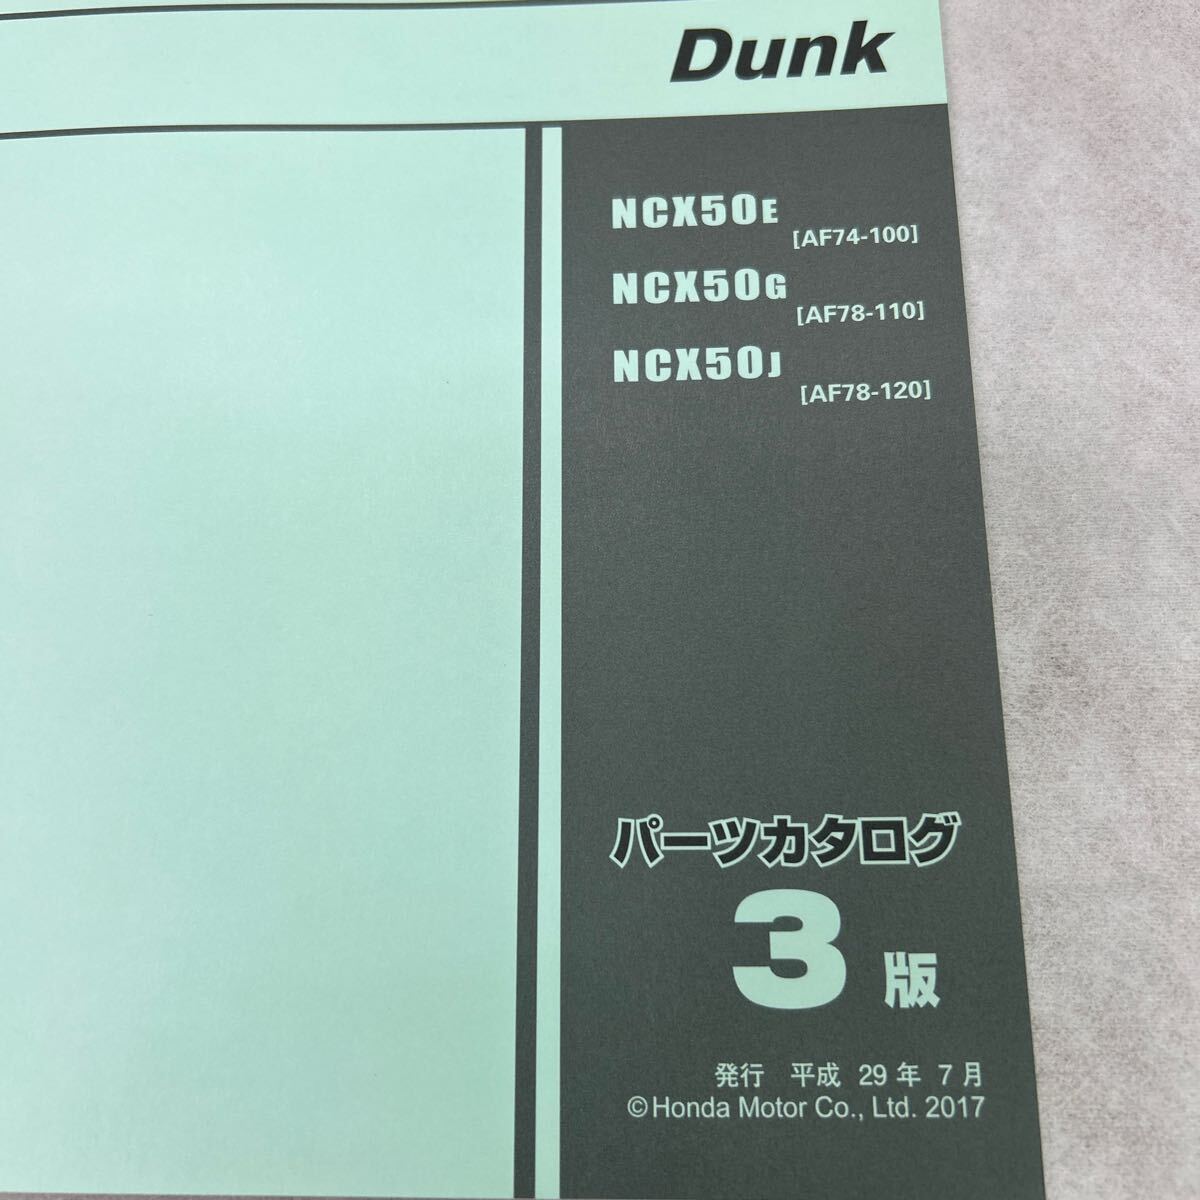 Dunk
NCX50E
[AF74-100]
NCX50G
[AF78-110]
NCX50J
[AF78-120]
パーツカタログ
3版
発行 平成 29 年 7 月
©Honda Motor Co., Ltd. 2017